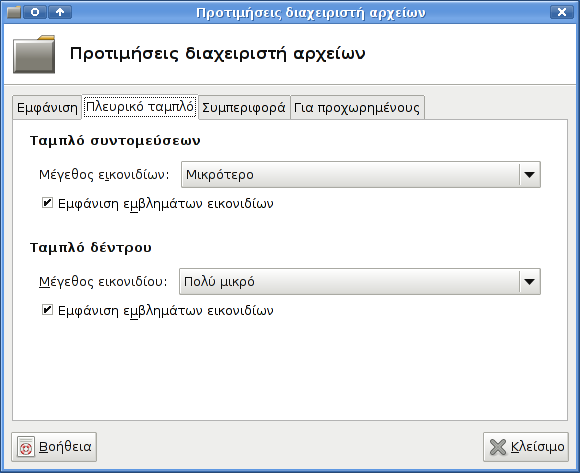 Προτιμήσεις διαχειριστή αρχείων
Προτιμήσεις διαχειριστή αρχείων
Εμφάνιση Πλευρικό ταμπλό Συμπεριφορά Για προχωρημένους
Ταμπλό συντομεύσεων
Μέγεθος εικονιδίων: Μικρότερο
Εμφάνιση εμβλημάτων εικονιδίων
Ταμπλό δέντρου
Μέγεθος εικονιδίου: Πολύ μικρό
Εμφάνιση εμβλημάτων εικονιδίων
Βοήθεια Κλείσιμο